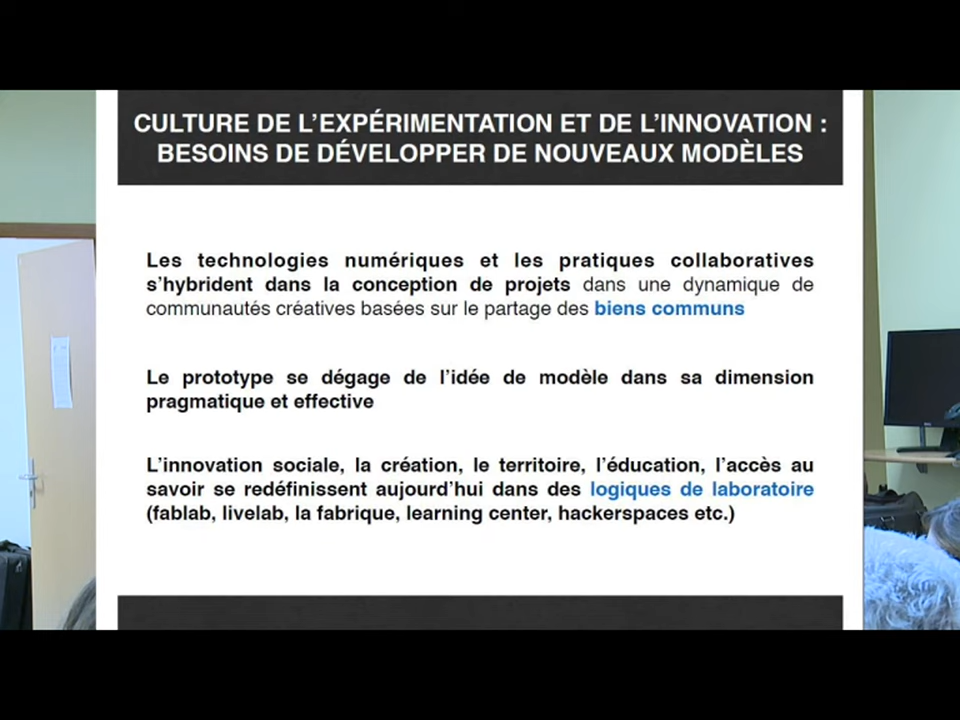 CULTURE DE L'EXPÉRIMENTATION ET DE L'INNOVATION :
BESOINS DE DÉVELOPPER DE NOUVEAUX MODÈLES
Les technologies numériques et les pratiques collaboratives
s'hybrident dans la conception de projets dans une dynamique de
communautés créatives basées sur le partage des biens communs
Le prototype se dégage de l'idée de modèle dans sa dimension
pragmatique et effective
L'innovation sociale, la création, le territoire, l'éducation, l'accès au
savoir se redéfinissent aujourd'hui dans des logiques de laboratoire
(fablab, livelab, la fabrique, learning center, hackerspaces etc.)